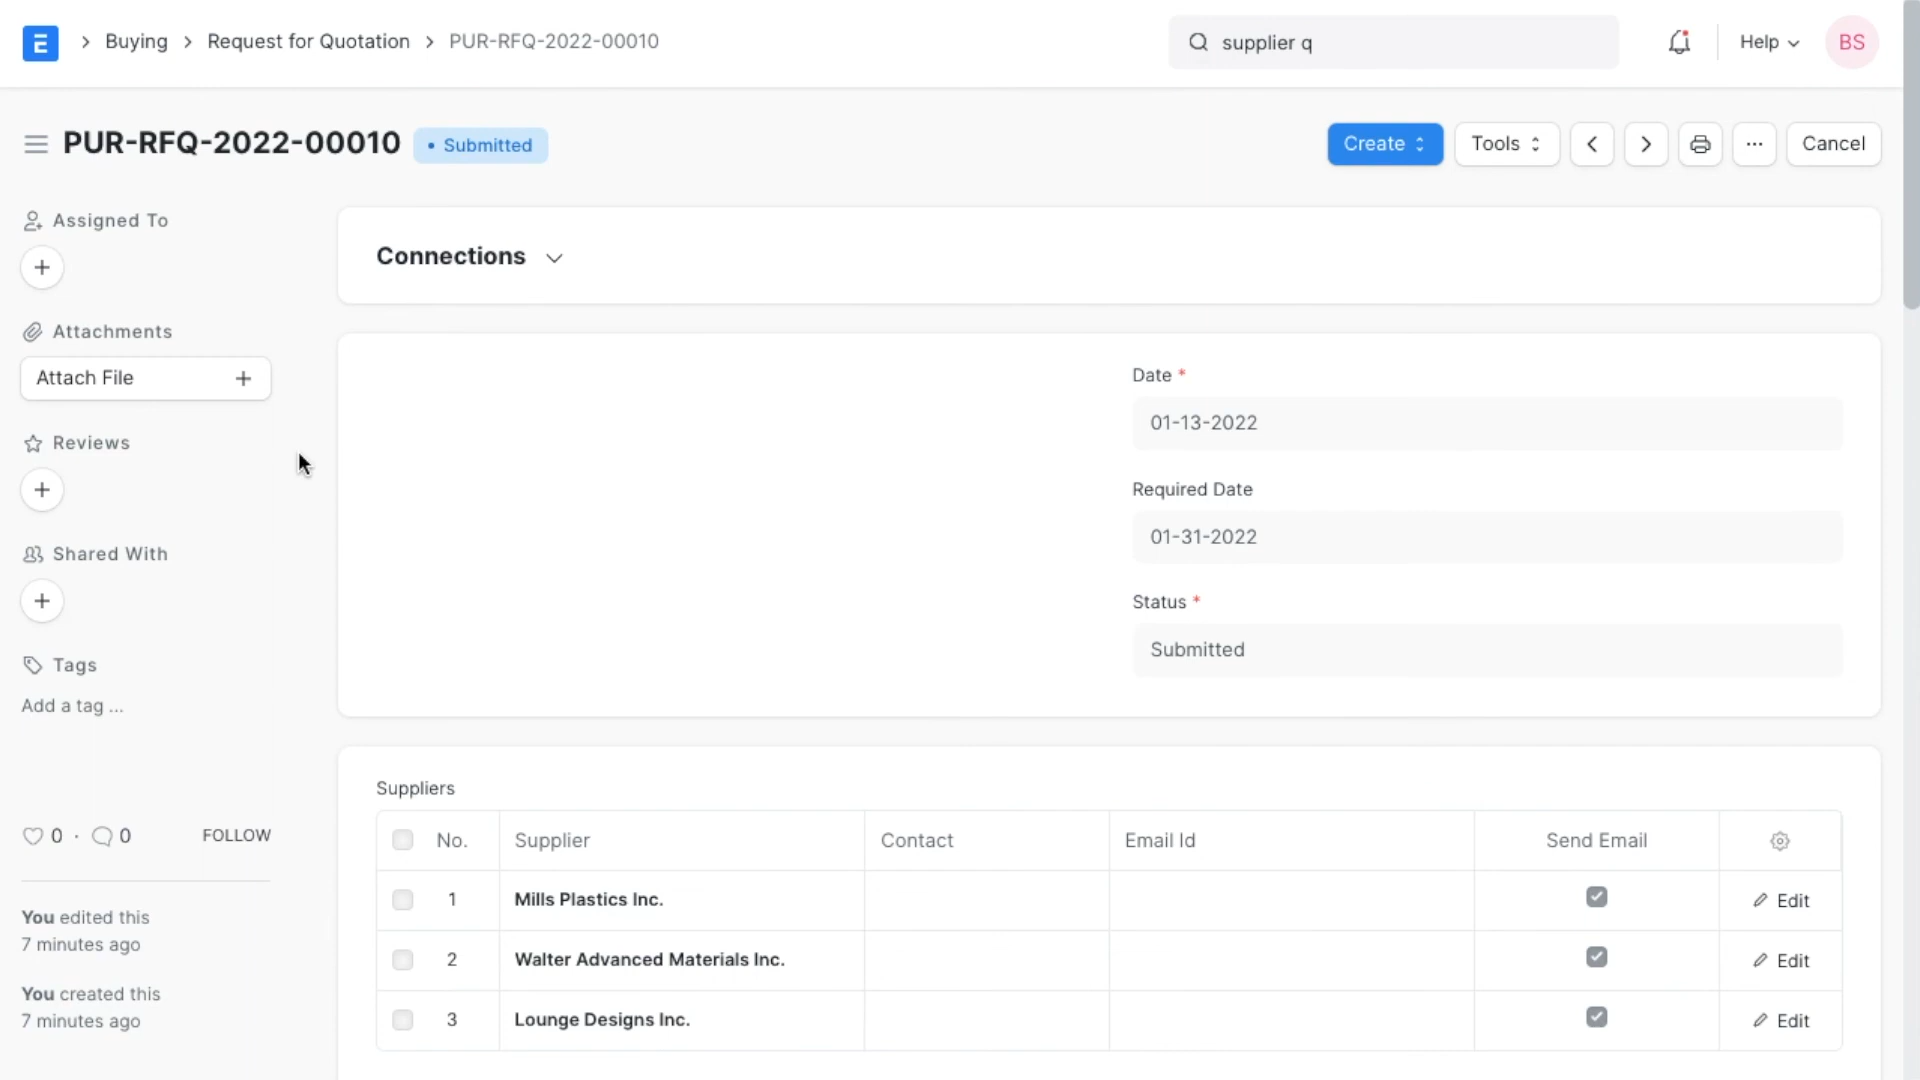 E
Buying
Request for Quotation
PUR-RFQ-2022-00010
supplier q
Help
BS
PUR-RFQ-2022-00010
Submitted
Create
Tools
Cancel
Assigned To
Attachments
Attach File
Reviews
Shared With
Tags
Add a tag ...
0 · 0
FOLLOW
You edited this
7 minutes ago
You created this
7 minutes ago
Connections
Date *
01-13-2022
Required Date
01-31-2022
Status *
Submitted
Suppliers
No. Supplier Contact Email Id Send Email
1 Mills Plastics Inc. Edit
2 Walter Advanced Materials Inc. Edit
3 Lounge Designs Inc. Edit